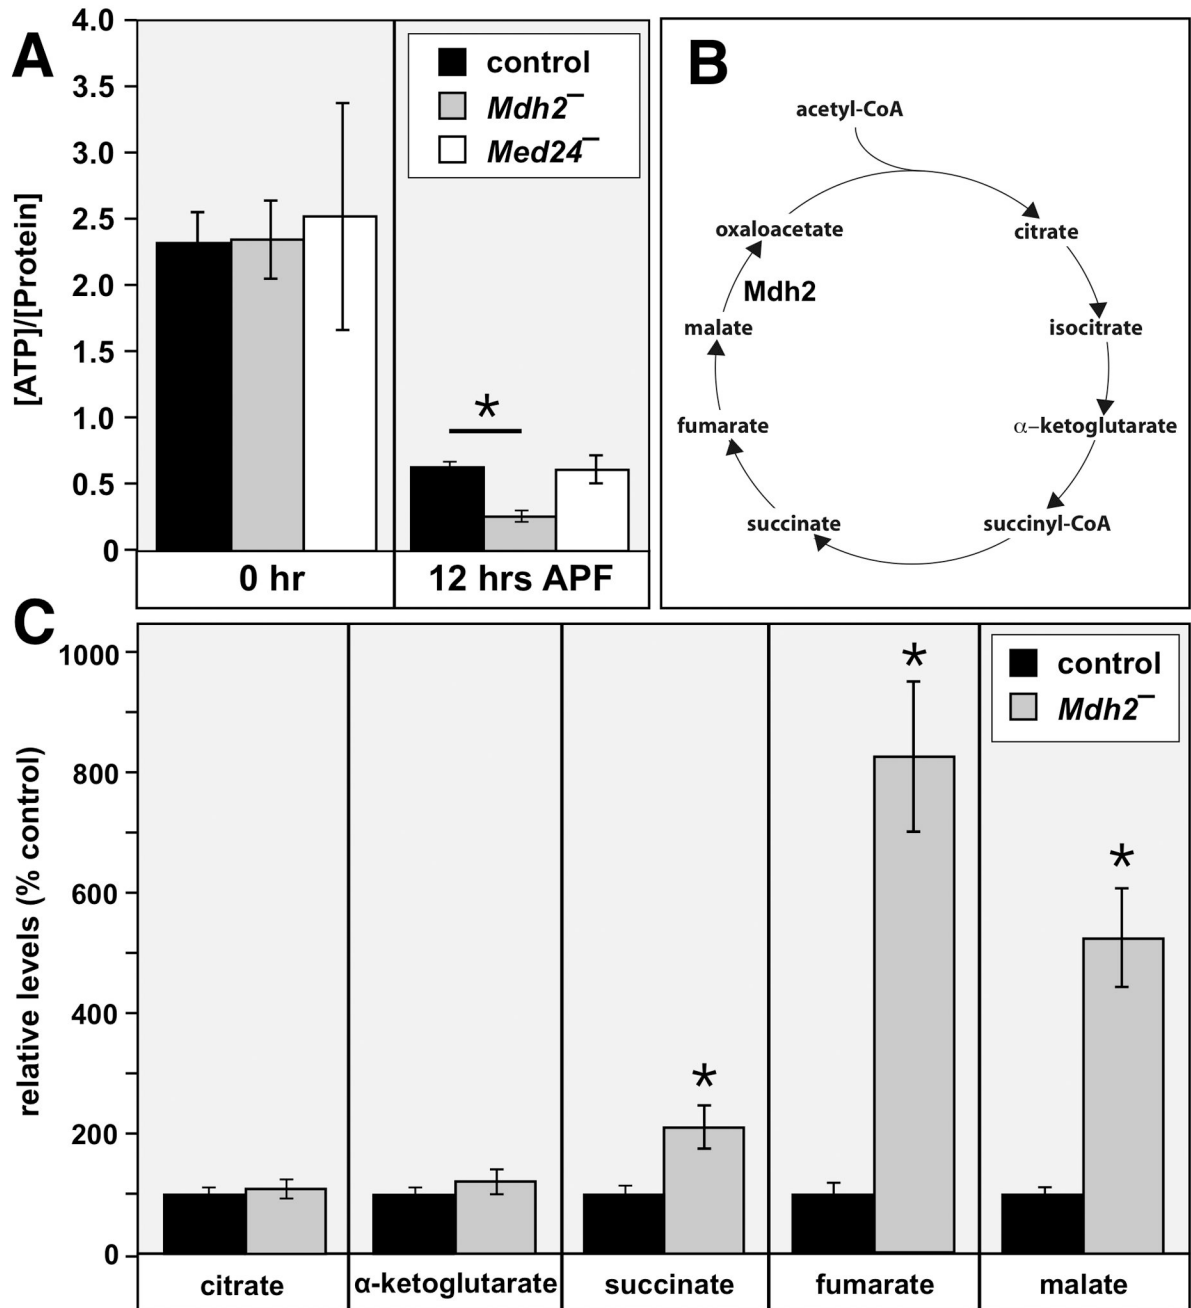 A
4.0
3.5
3.0
2.5
2.0
1.5
1.0
0.5
0
[ATP]/[Protein]
control
Mdh2⁻
Med24⁻
*
0 hr
12 hrs APF
B
acetyl-CoA
oxaloacetate
citrate
Mdh2
malate
isocitrate
fumarate
α–ketoglutarate
succinate
succinyl-CoA
C
1000
800
600
400
200
0
relative levels (% control)
control
Mdh2⁻
*
*
*
citrate
α-ketoglutarate
succinate
fumarate
malate